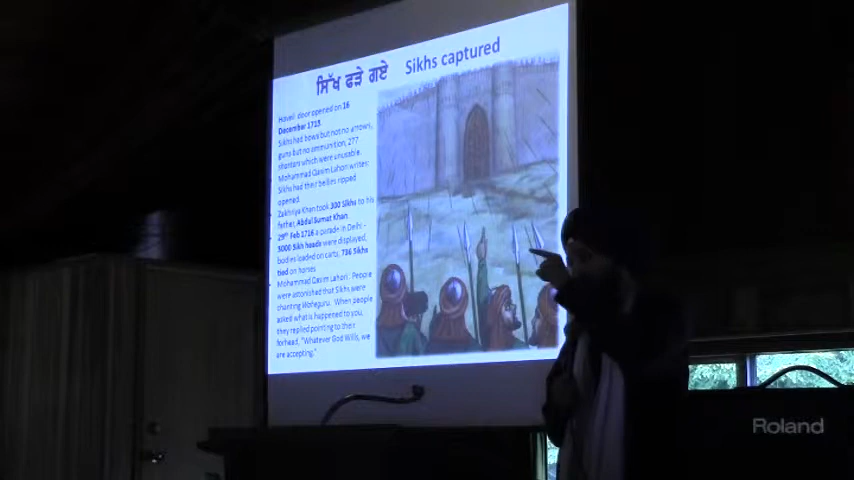 ਸਿੱਖ ਫੜੇ ਗਏ Sikhs captured
Haveli door opened on 16
December 1715
Sikhs had bows but not no arrows,
guns but no ammunition, 277
which were unusable.
Mohammad Qasim Lahori writes:
Sikhs had their bellies ripped
opened.
Zakhriya Khan took 300 Sikhs to his
father, Abdul Sumat Khan
29th Feb 1716 a parade in Delhi -
3000 Sikh heads were displayed,
bodies loaded on carts, 736 Sikhs
tied on horses.
Mohammad Qasim Lahori: People
were astonished that Sikhs were
chanting Waheguru. When people
asked what is happened to you,
they replied pointing to their
forhead, "Whatever God Wills, we
are accepting."
Roland